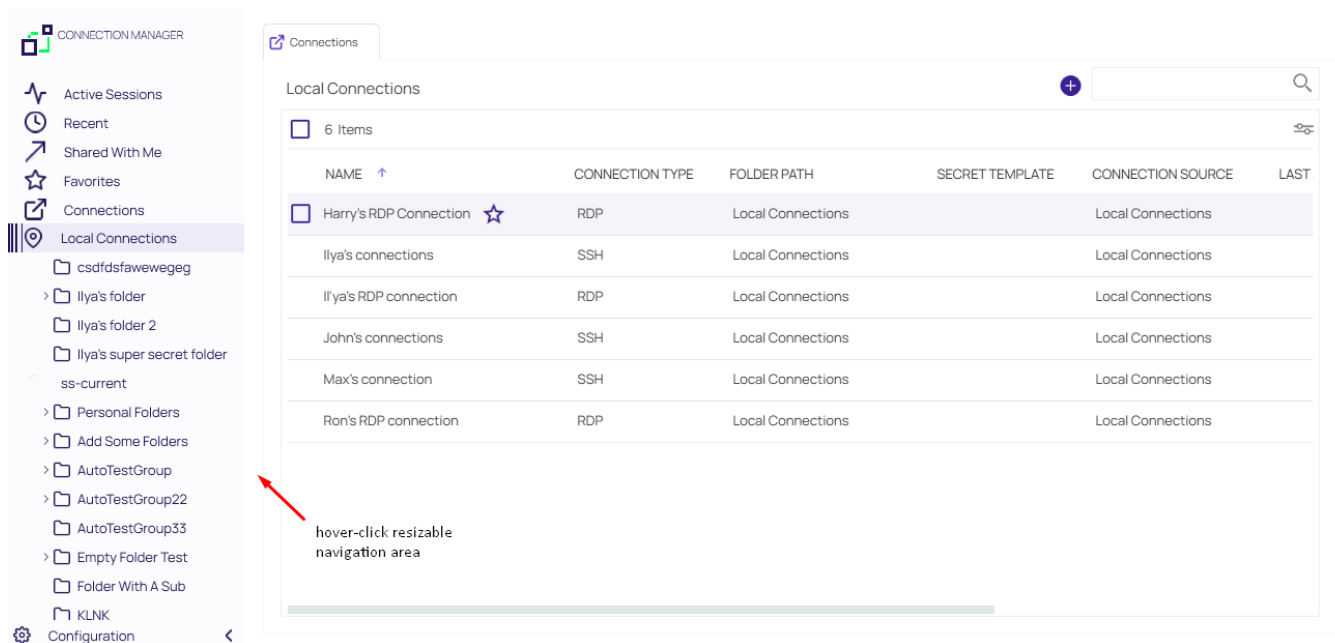 CONNECTION MANAGER
Active Sessions
Recent
Shared With Me
Favorites
Connections
Local Connections
csdfdsfawewegeg
Ilya's folder
Ilya's folder 2
Ilya's super secret folder
ss-current
Personal Folders
Add Some Folders
AutoTestGroup
AutoTestGroup22
AutoTestGroup33
Empty Folder Test
Folder With A Sub
KLNK
Configuration
Connections
Local Connections
6 Items
NAME CONNECTION TYPE FOLDER PATH SECRET TEMPLATE CONNECTION SOURCE LAST
Harry's RDP Connection RDP Local Connections Local Connections
Ilya's connections SSH Local Connections Local Connections
Il'ya's RDP connection RDP Local Connections Local Connections
John's connections SSH Local Connections Local Connections
Max's connection SSH Local Connections Local Connections
Ron's RDP connection RDP Local Connections Local Connections
hover-click resizable
navigation area